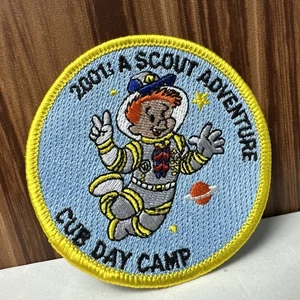 2001: A SCOUT ADVENTURE
CUB DAY CAMP